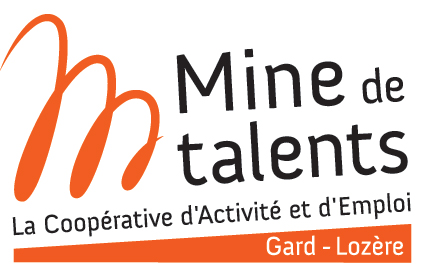 Mine de
talents
La Coopérative d'Activité et d'Emploi
Gard - Lozère